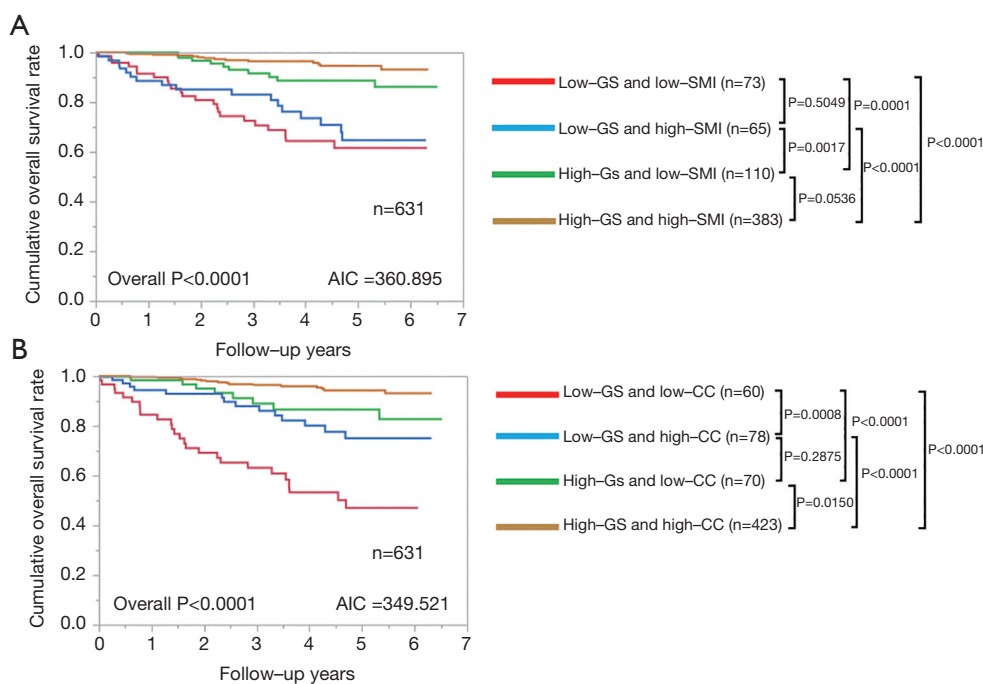 A
Cumulative overall survival rate
1.0
0.8
0.6
0.4
0.2
0.0
n=631
Overall P<0.0001 AIC =360.895
0 1 2 3 4 5 6 7
Follow–up years
Low–GS and low–SMI (n=73)
Low–GS and high–SMI (n=65)
High–Gs and low–SMI (n=110)
High–GS and high–SMI (n=383)
P=0.5049
P=0.0001
P=0.0017
P<0.0001
P<0.0001
P=0.0536
B
Cumulative overall survival rate
1.0
0.8
0.6
0.4
0.2
0.0
n=631
Overall P<0.0001 AIC =349.521
0 1 2 3 4 5 6 7
Follow–up years
Low–GS and low–CC (n=60)
Low–GS and high–CC (n=78)
High–Gs and low–CC (n=70)
High–GS and high–CC (n=423)
P=0.0008
P<0.0001
P=0.2875
P<0.0001
P<0.0001
P=0.0150